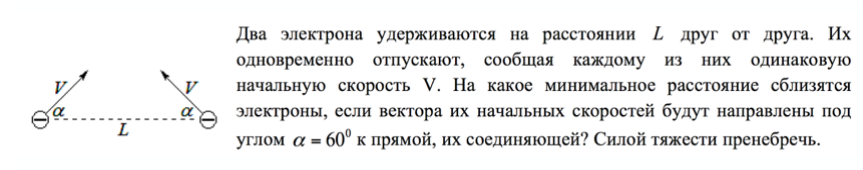 Два электрона удерживаются на расстоянии L друг от друга. Их
одновременно отпускают, сообщая каждому из них одинаковую
начальную скорость V. На какое минимальное расстояние сблизятся
электроны, если вектора их начальных скоростей будут направлены под
углом α = 60⁰ к прямой, их соединяющей? Силой тяжести пренебречь.
V V
α α
L